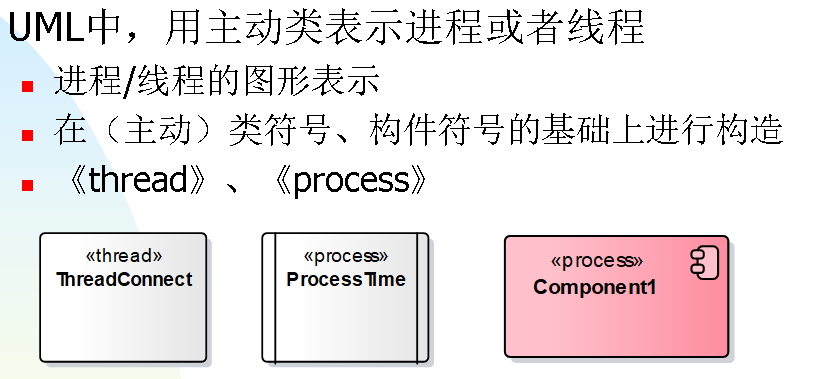 UML中，用主动类表示进程或者线程
进程/线程的图形表示
在（主动）类符号、构件符号的基础上进行构造
《thread》、《process》
«thread»
ThreadConnect
«process»
ProcessTime
«process»
Component1